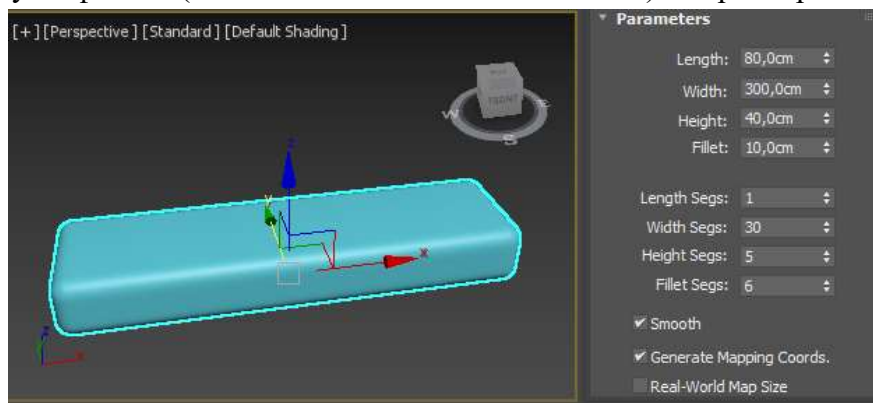 [+] [Perspective] [Standard] [Default Shading]
FRONT
W
E
S
z
y
x
z
x
Parameters
Length: 80,0cm
Width: 300,0cm
Height: 40,0cm
Fillet: 10,0cm
Length Segs: 1
Width Segs: 30
Height Segs: 5
Fillet Segs: 6
Smooth
Generate Mapping Coords.
Real-World Map Size